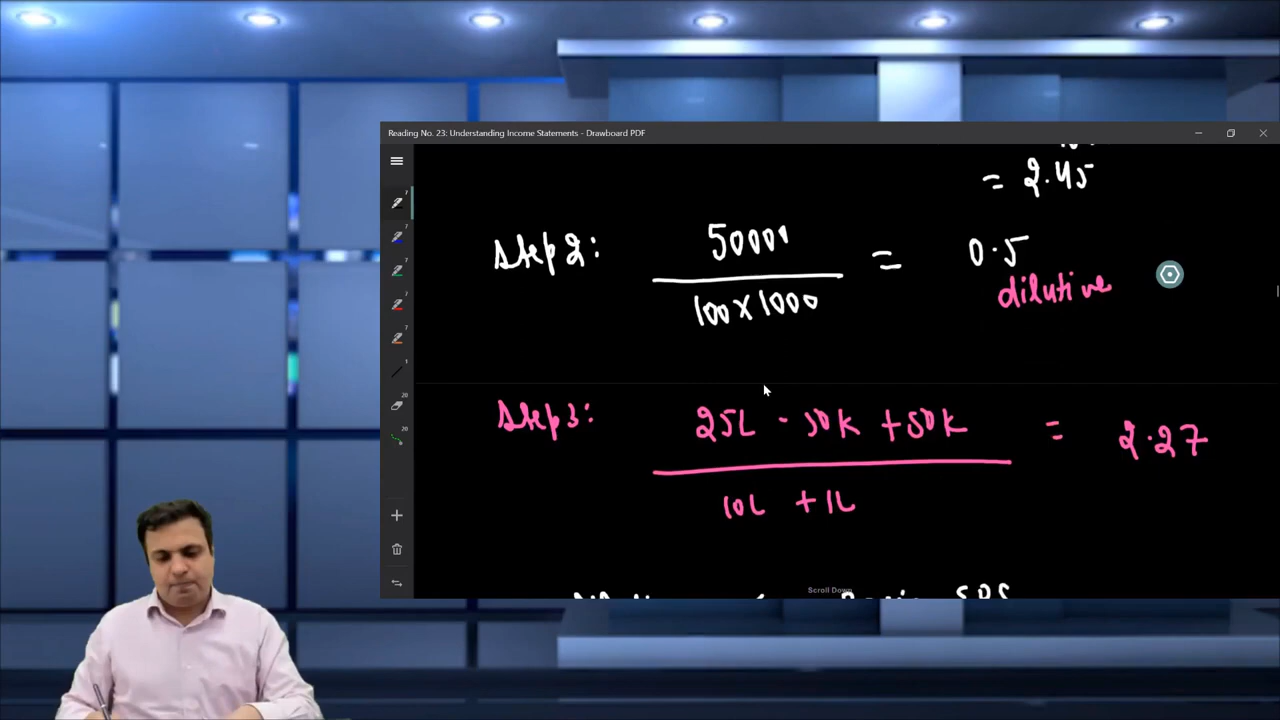 Reading No. 23: Understanding Income Statements - Drawboard PDF
= 2.45
Step 2: 50000 = 0.5
100 x 1000
dilutive
Step 3: 25L - 50K + 50K = 2.27
10L + 1L
Scroll Down